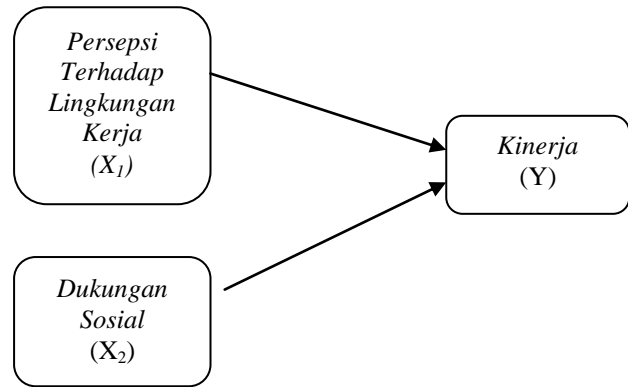 Persepsi
Terhadap
Lingkungan
Kerja
(X₁)
Kinerja
(Y)
Dukungan
Sosial
(X₂)